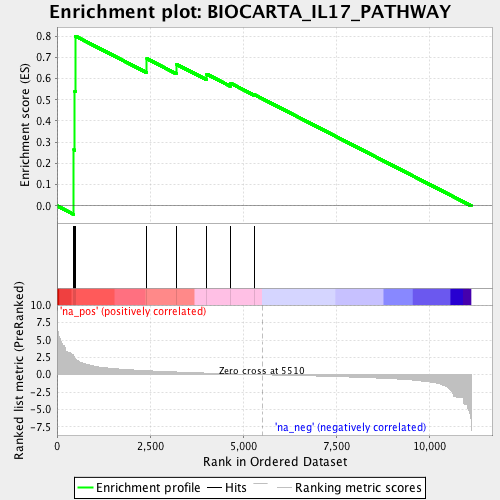 Enrichment plot: BIOCARTA_IL17_PATHWAY
Enrichment score (ES)
0.8
0.7
0.6
0.5
0.4
0.3
0.2
0.1
0.0
'na_pos' (positively correlated)
Ranked list metric (PreRanked)
10.0
7.5
5.0
2.5
0.0
-2.5
-5.0
-7.5
Zero cross at 5510
'na_neg' (negatively correlated)
0
2,500
5,000
7,500
10,000
Rank in Ordered Dataset
Enrichment profile
Hits
Ranking metric scores